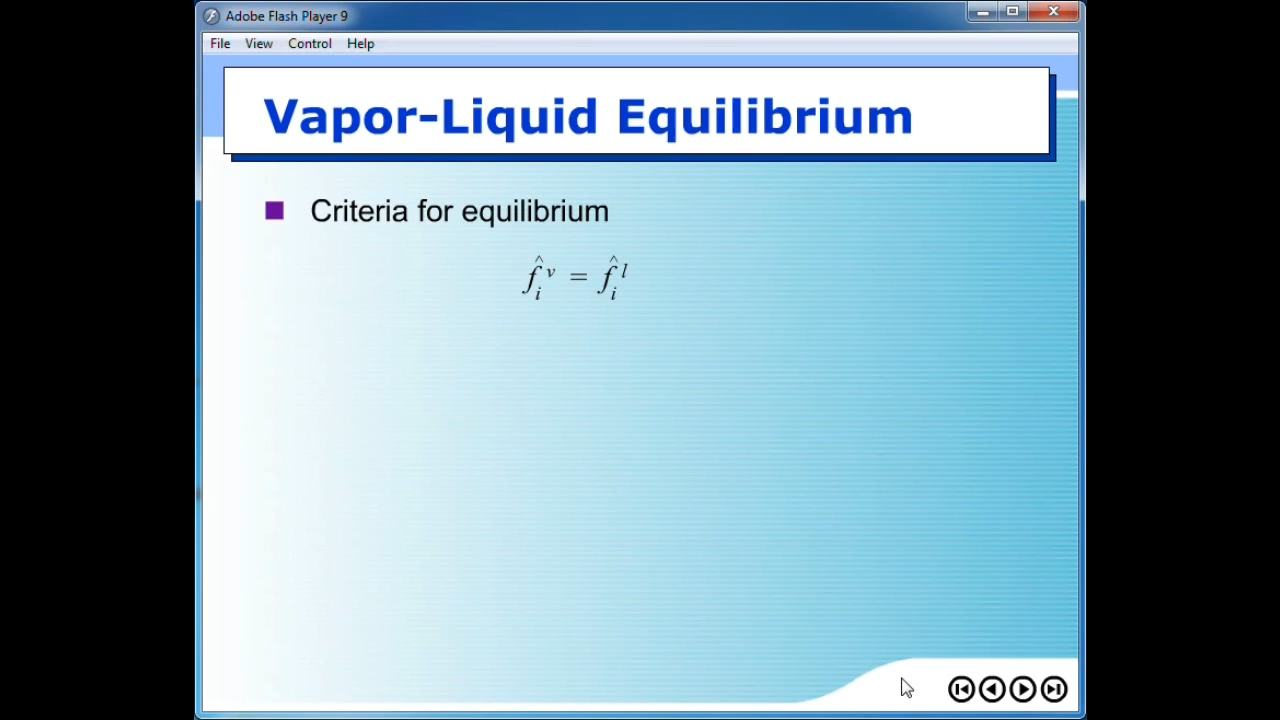 Adobe Flash Player 9
File View Control Help
Vapor-Liquid Equilibrium
Criteria for equilibrium
f̂ᵢᵛ = f̂ᵢˡ